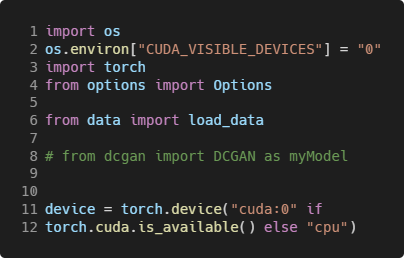 1 import os
2 os.environ["CUDA_VISIBLE_DEVICES"] = "0"
3 import torch
4 from options import Options
5
6 from data import load_data
7
8 # from dcgan import DCGAN as myModel
9
10
11 device = torch.device("cuda:0" if
12 torch.cuda.is_available() else "cpu")